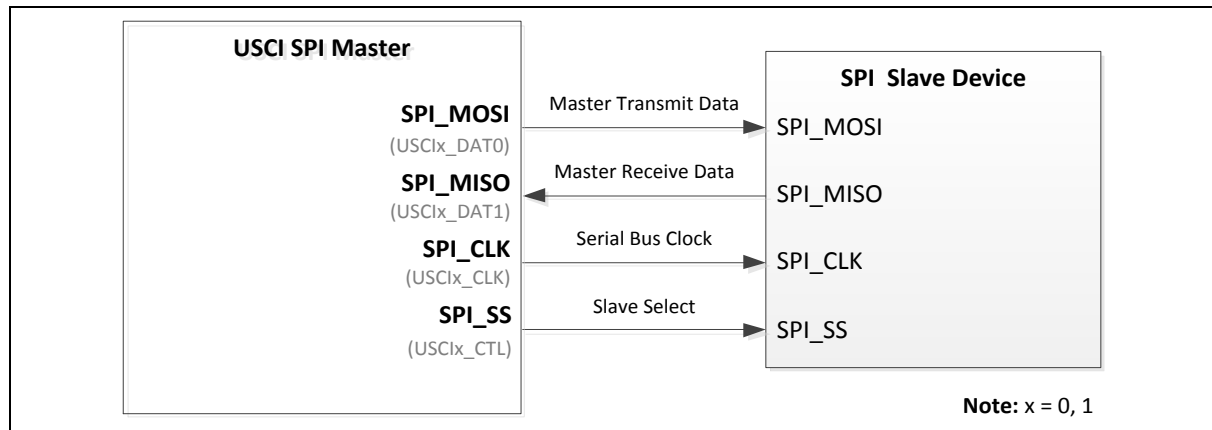 USCI SPI Master
SPI_MOSI
(USCIx_DAT0)
SPI_MISO
(USCIx_DAT1)
SPI_CLK
(USCIx_CLK)
SPI_SS
(USCIx_CTL)
Master Transmit Data
Master Receive Data
Serial Bus Clock
Slave Select
SPI Slave Device
SPI_MOSI
SPI_MISO
SPI_CLK
SPI_SS
Note: x = 0, 1